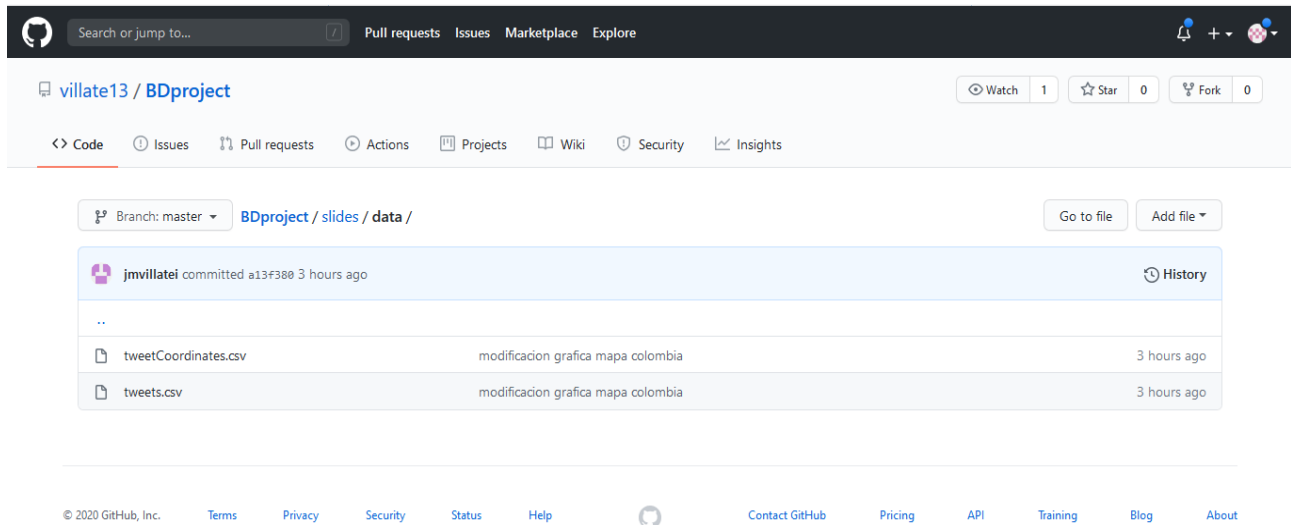 Search or jump to... / Pull requests Issues Marketplace Explore
villate13 / BDproject Watch 1 Star 0 Fork 0
<> Code Issues Pull requests Actions Projects Wiki Security Insights
Branch: master BDproject / slides / data / Go to file Add file
jmvillatei committed a13f380 3 hours ago History
..
tweetCoordinates.csv modificacion grafica mapa colombia 3 hours ago
tweets.csv modificacion grafica mapa colombia 3 hours ago
© 2020 GitHub, Inc. Terms Privacy Security Status Help Contact GitHub Pricing API Training Blog About